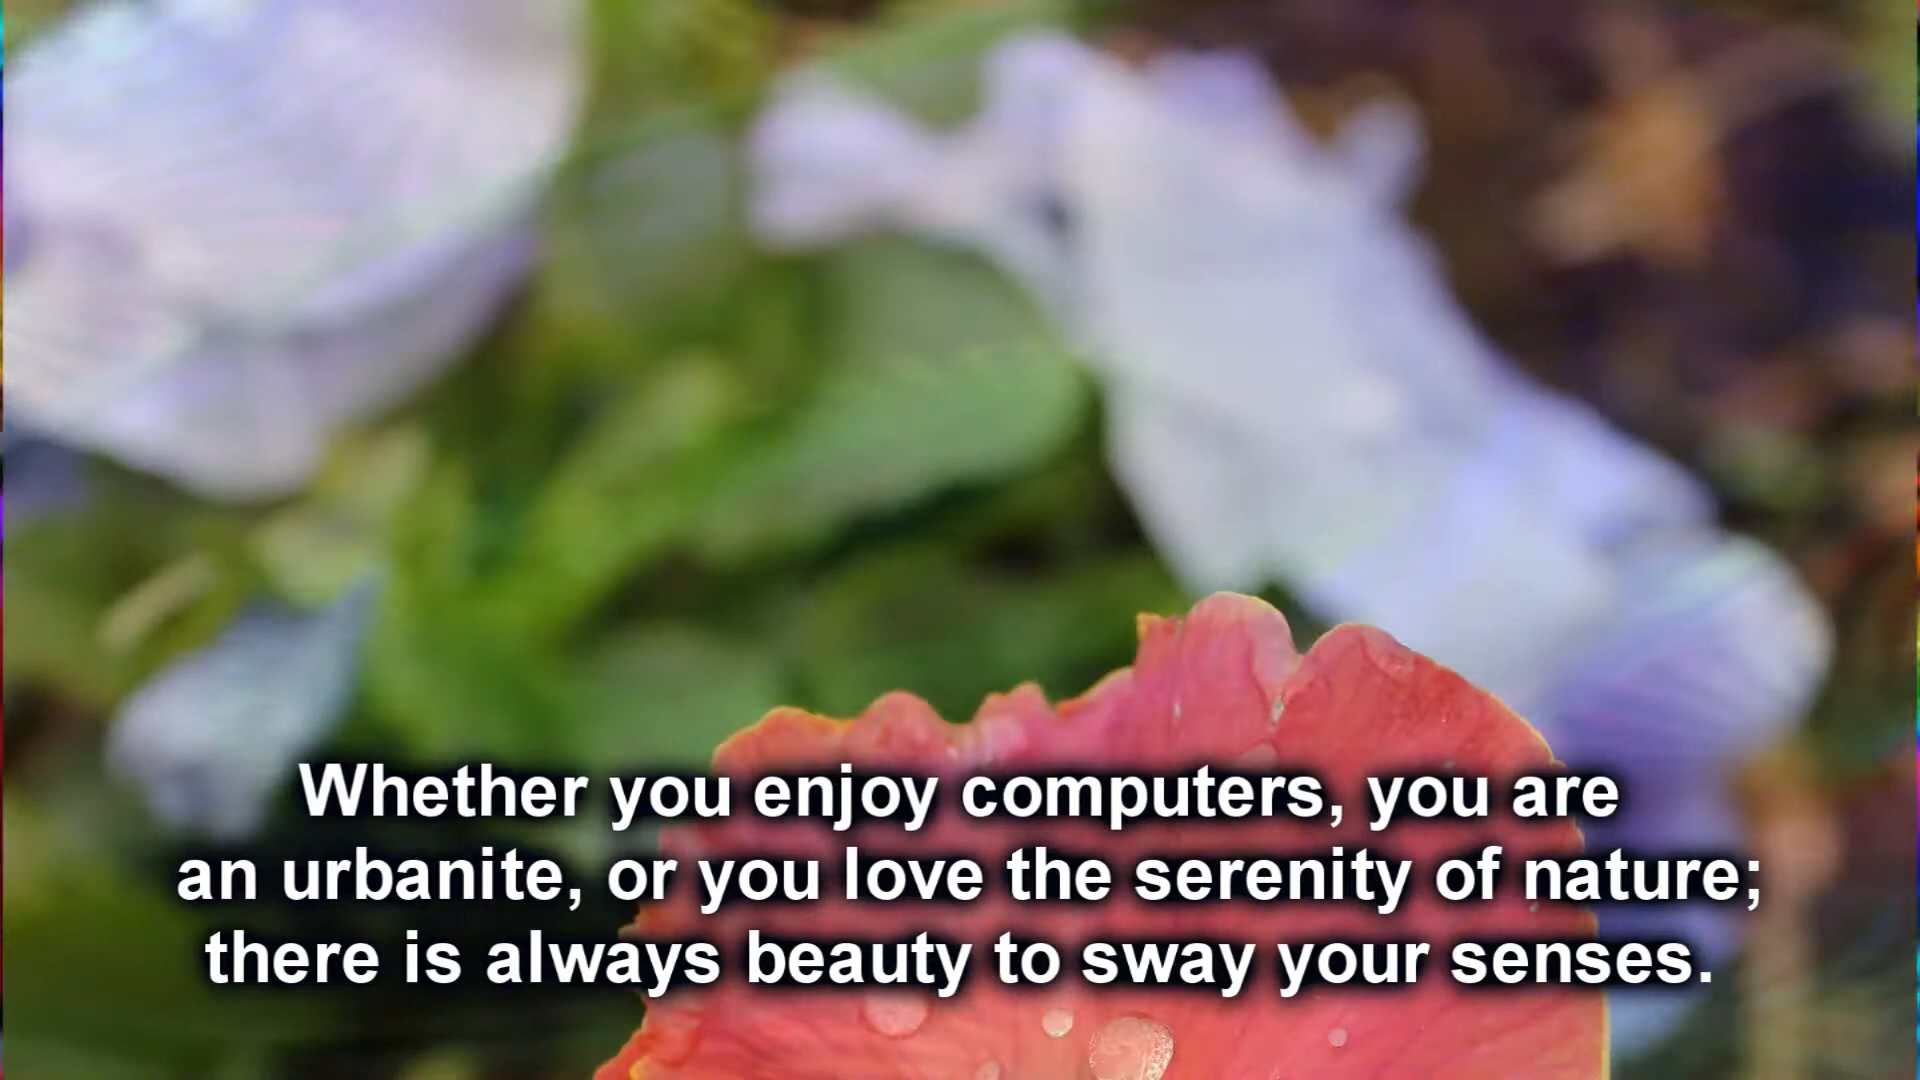 Whether you enjoy computers, you are
an urbanite, or you love the serenity of nature;
there is always beauty to sway your senses.